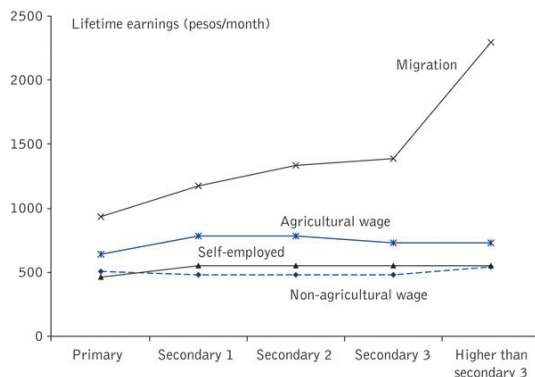 2500
Lifetime earnings (pesos/month)
Migration
2000
1500
1000
Agricultural wage
Self-employed
500
Non-agricultural wage
0
Primary
Secondary 1
Secondary 2
Secondary 3
Higher than
secondary 3